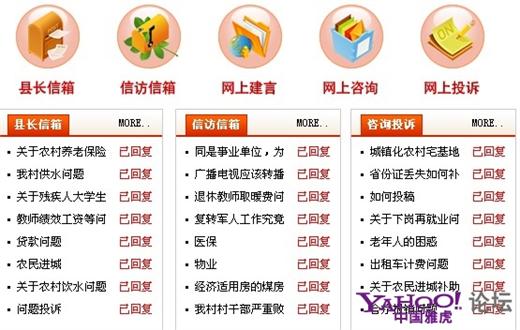 县长信箱
信访信箱
网上建言
网上咨询
网上投诉
县长信箱 MORE..
关于农村养老保险 已回复
我村供水问题 已回复
关于残疾人大学生 已回复
教师绩效工资等问 已回复
贷款问题 已回复
农民进城 已回复
关于农村饮水问题 已回复
问题投诉 已回复
信访信箱 MORE..
同是事业单位，为 已回复
广播电视应该转播 已回复
退休教师取暖费问 已回复
复转军人工作究竟 已回复
医保 已回复
物业 已回复
经济适用房的煤房 已回复
我村村干部严重败 已回复
咨询投诉 MORE..
城镇化农村宅基地 已回复
省份证丢失如何补 已回复
如何投稿 已回复
关于下岗再就业问 已回复
老年人的困惑 已回复
出租车计费问题 已回复
关于农民进城补助 已回复
YAHOO! 论坛
中国雅虎